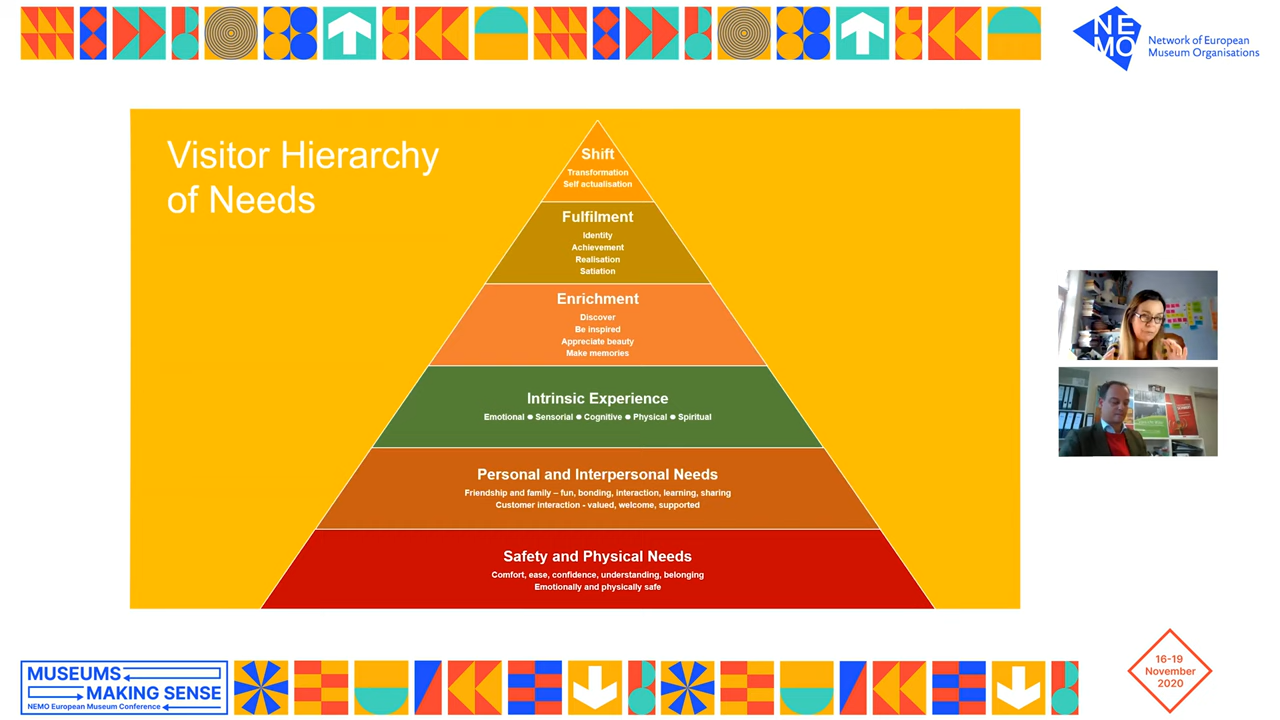 NE
MO
Network of European
Museum Organisations
Visitor Hierarchy
of Needs
Shift
Transformation
Self actualisation
Fulfilment
Identity
Achievement
Realisation
Satiation
Enrichment
Discover
Be inspired
Appreciate beauty
Make memories
Intrinsic Experience
Emotional ● Sensorial ● Cognitive ● Physical ● Spiritual
Personal and Interpersonal Needs
Friendship and family – fun, bonding, interaction, learning, sharing
Customer interaction - valued, welcome, supported
Safety and Physical Needs
Comfort, ease, confidence, understanding, belonging
Emotionally and physically safe
MUSEUMS
MAKING SENSE
NEMO European Museum Conference
16-19
November
2020